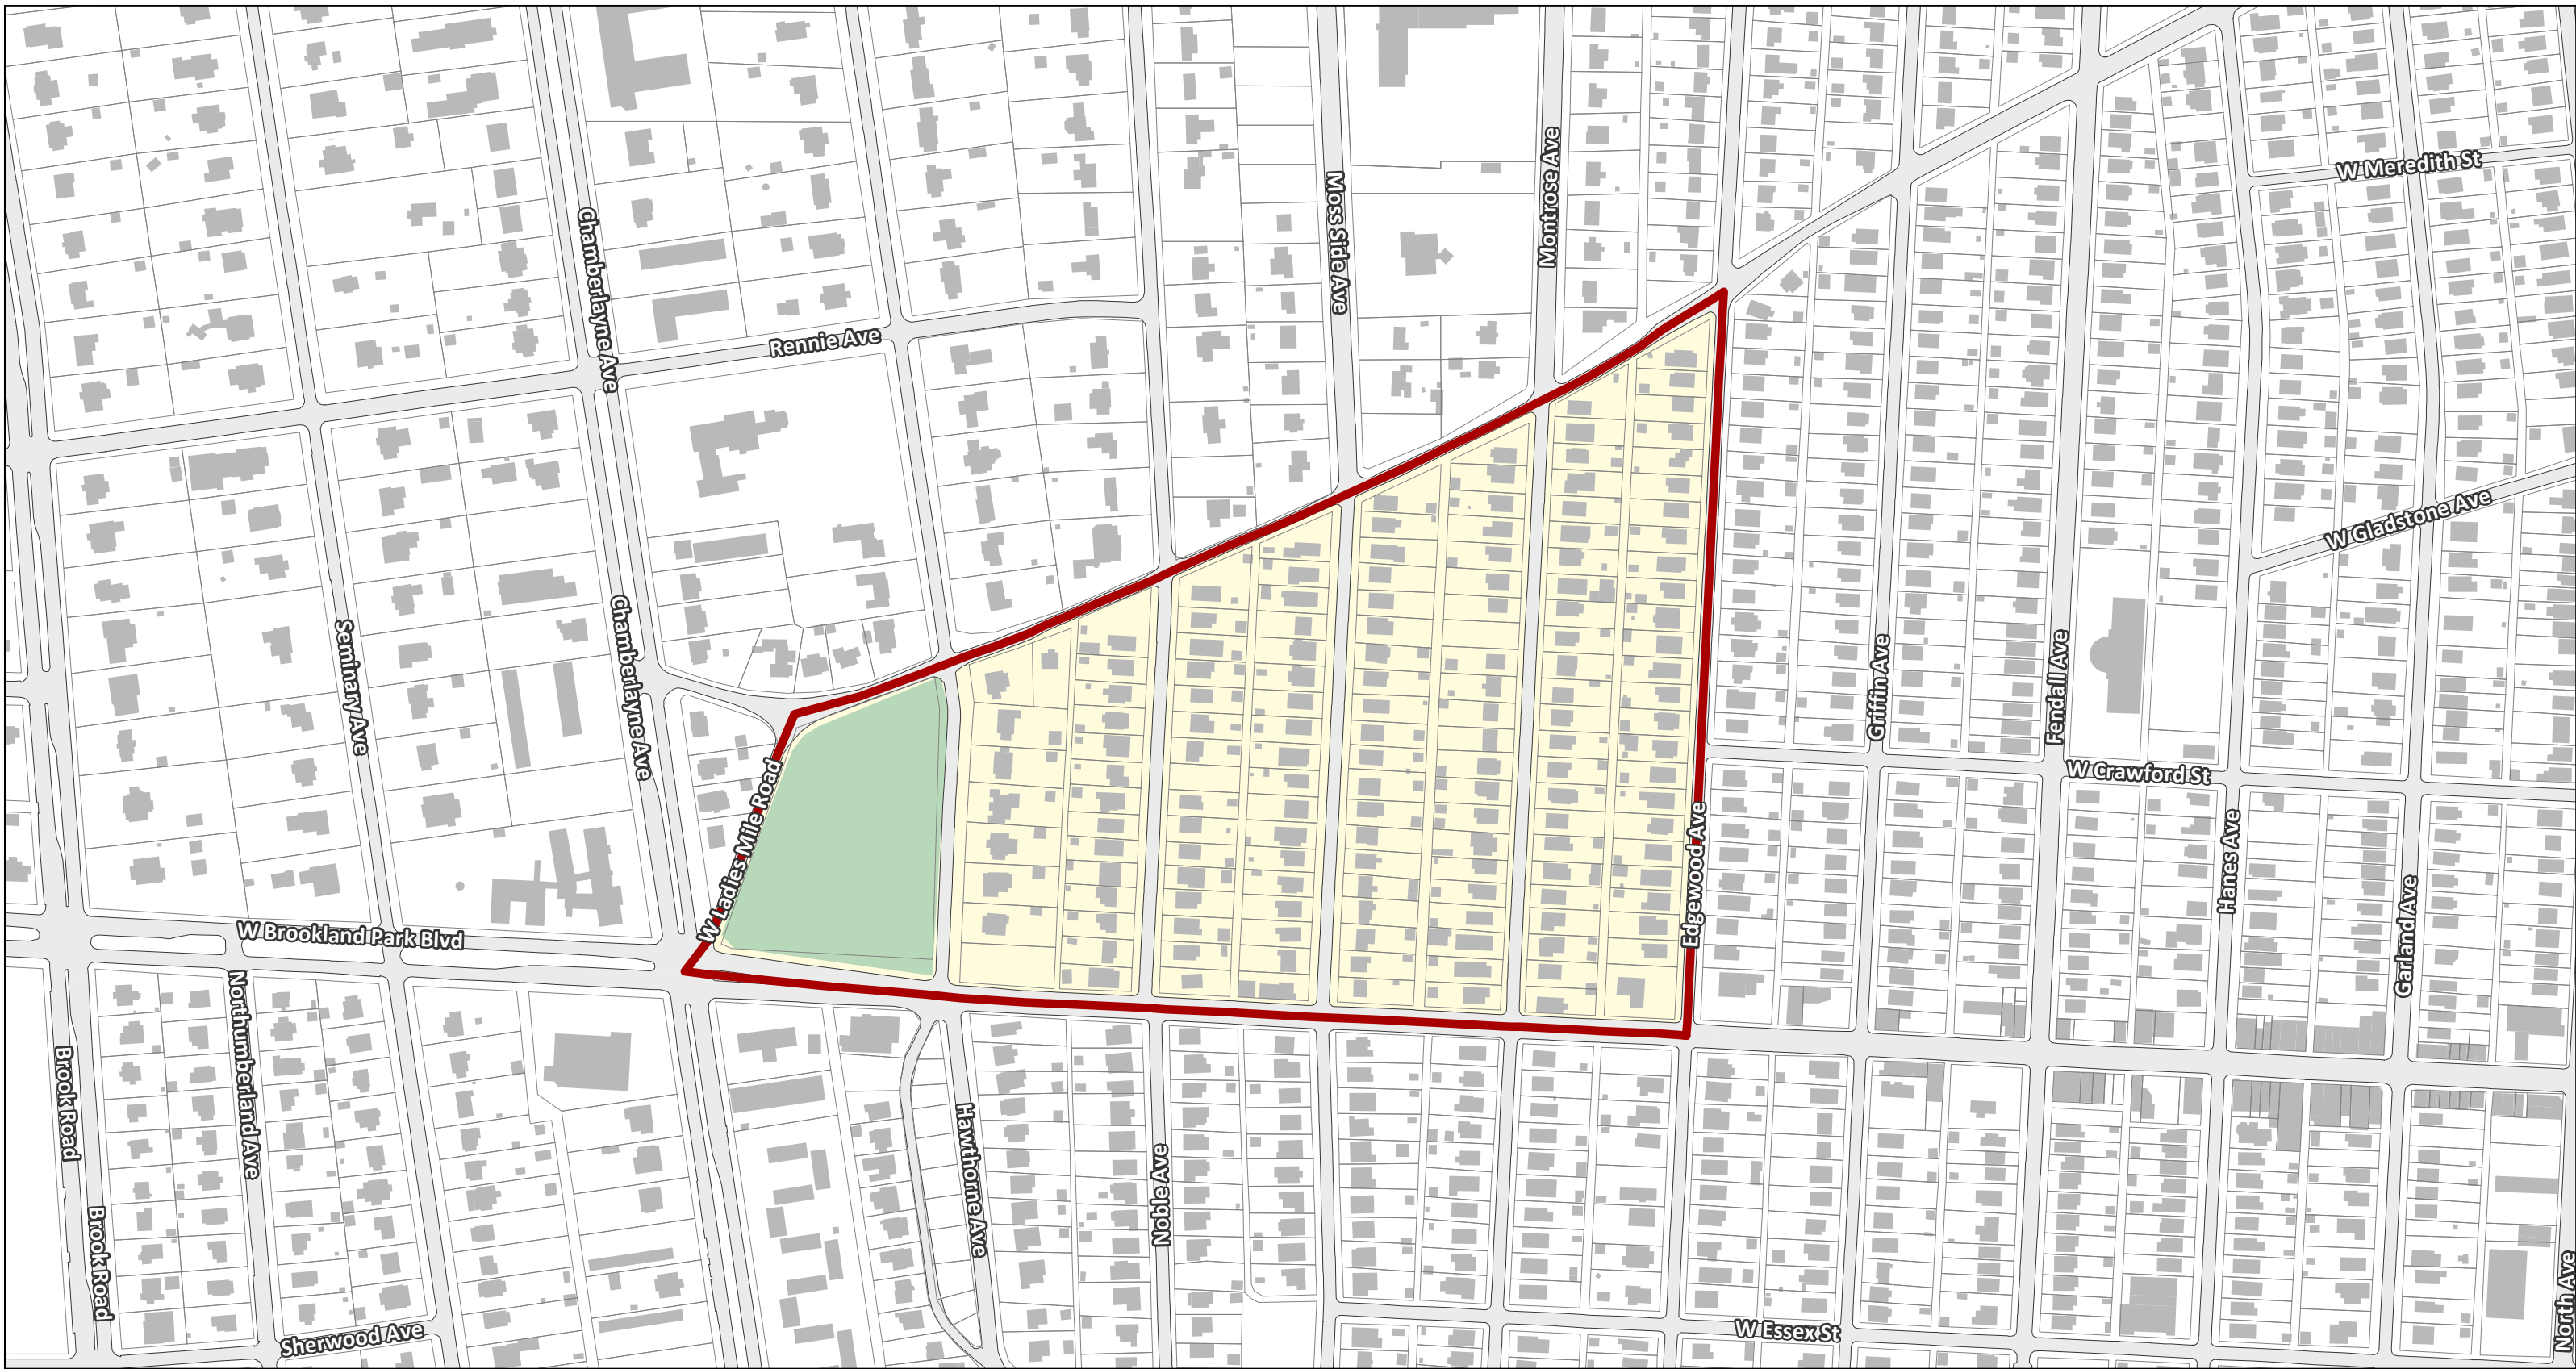 W Meredith St
Montrose Ave
Moss Side Ave
Chamberlayne Ave
Rennie Ave
W Gladstone Ave
Seminary Ave
Chamberlayne Ave
Griffin Ave
Fendall Ave
W Crawford St
W Ladies Mile Road
Edgewood Ave
Hanes Ave
Garland Ave
W Brookland Park Blvd
Northumberland Ave
Brook Road
Hawthorne Ave
Noble Ave
Brook Road
North Ave
W Essex St
Sherwood Ave